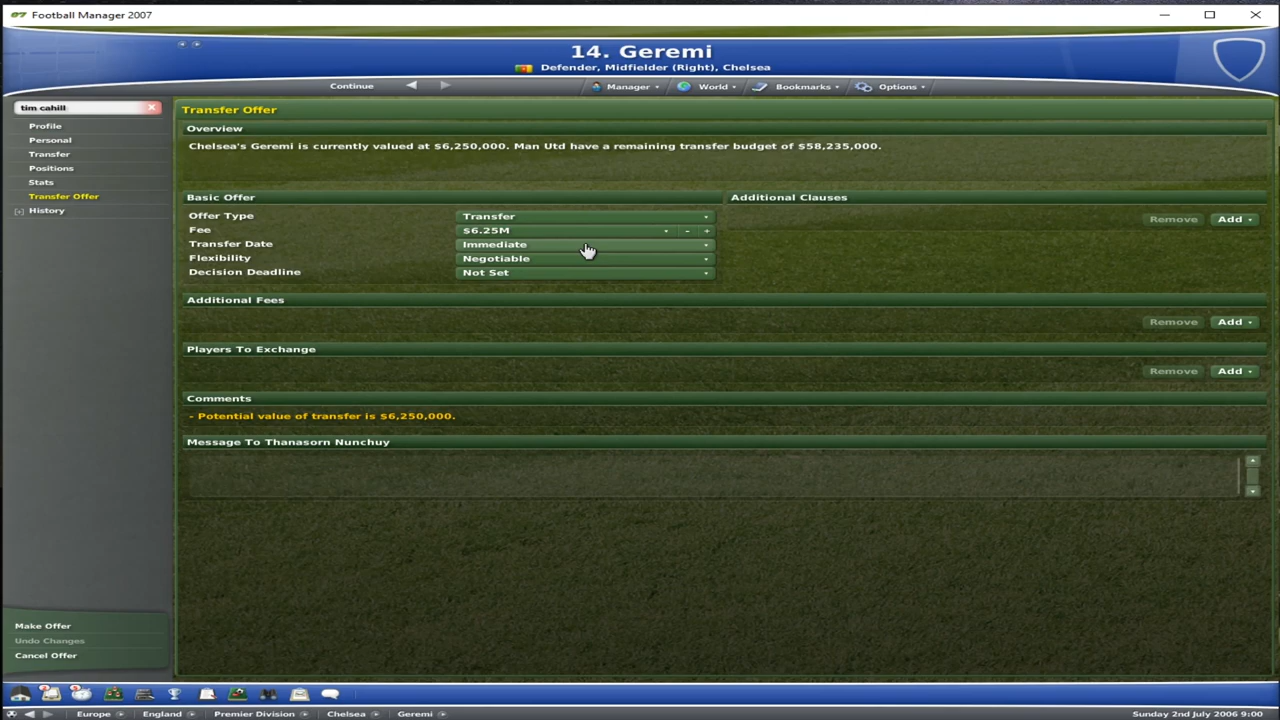 Football Manager 2007
14. Geremi
Defender, Midfielder (Right), Chelsea
Continue
Manager
World
Bookmarks
Options
tim cahill
Profile
Personal
Transfer
Positions
Stats
Transfer Offer
History
Transfer Offer
Overview
Chelsea's Geremi is currently valued at $6,250,000. Man Utd have a remaining transfer budget of $58,235,000.
Basic Offer
Offer Type Transfer
Fee $6.25M - +
Transfer Date Immediate
Flexibility Negotiable
Decision Deadline Not Set
Additional Clauses
Remove Add
Additional Fees
Remove Add
Players To Exchange
Remove Add
Comments
- Potential value of transfer is $6,250,000.
Message To Thanasorn Nunchuy
Make Offer
Undo Changes
Cancel Offer
Europe England Premier Division Chelsea Geremi Sunday 2nd July 2006 9:00